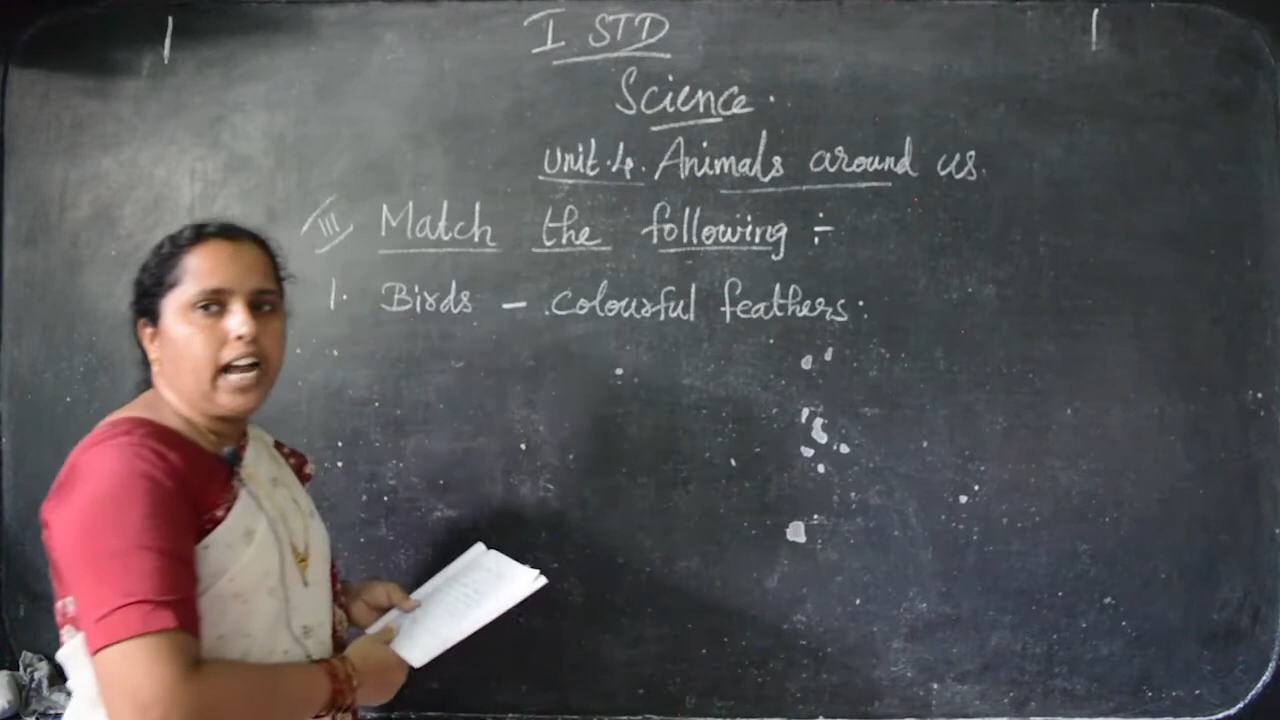 I STD
Science.
Unit.4. Animals around us.
III) Match the following :-
1. Birds - colourful feathers.